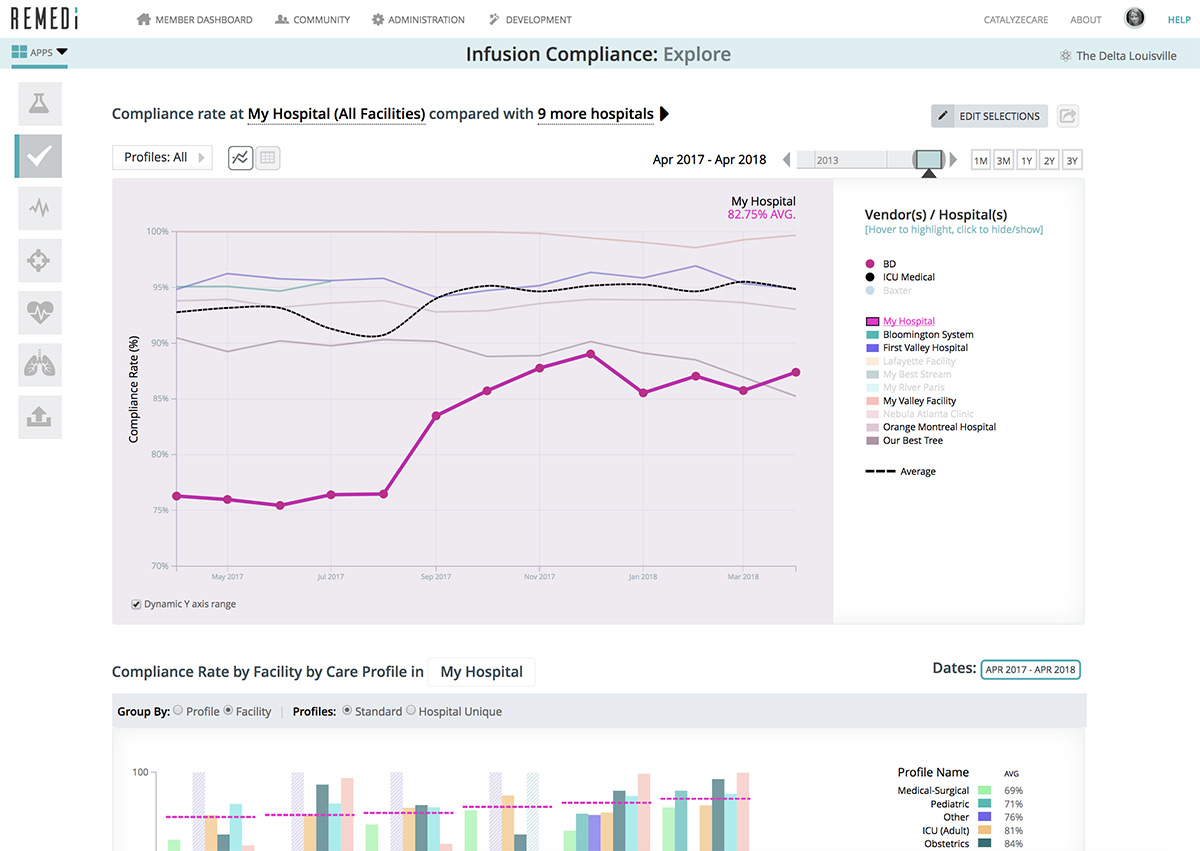 REMEDi
MEMBER DASHBOARD COMMUNITY ADMINISTRATION DEVELOPMENT CATALYZECARE ABOUT HELP
APPS Infusion Compliance: Explore The Delta Louisville
Compliance rate at My Hospital (All Facilities) compared with 9 more hospitals EDIT SELECTIONS
Profiles: All Apr 2017 - Apr 2018 2013 1M 3M 1Y 2Y 3Y
My Hospital
82.75% AVG.
Vendor(s) / Hospital(s)
[Hover to highlight, click to hide/show]
BD
ICU Medical
Baxter
My Hospital
Bloomington System
First Valley Hospital
Lafayette Facility
My Best Stream
My River Paris
My Valley Facility
Nebula Atlanta Clinic
Orange Montreal Hospital
Our Best Tree
Average
Compliance Rate (%)
100%
95%
90%
85%
80%
75%
70%
May 2017 Jul 2017 Sep 2017 Nov 2017 Jan 2018 Mar 2018
Dynamic Y axis range
Compliance Rate by Facility by Care Profile in My Hospital Dates: APR 2017 - APR 2018
Group By: Profile Facility | Profiles: Standard Hospital Unique
100
Profile Name AVG
Medical-Surgical 69%
Pediatric 71%
Other 76%
ICU (Adult) 81%
Obstetrics 84%